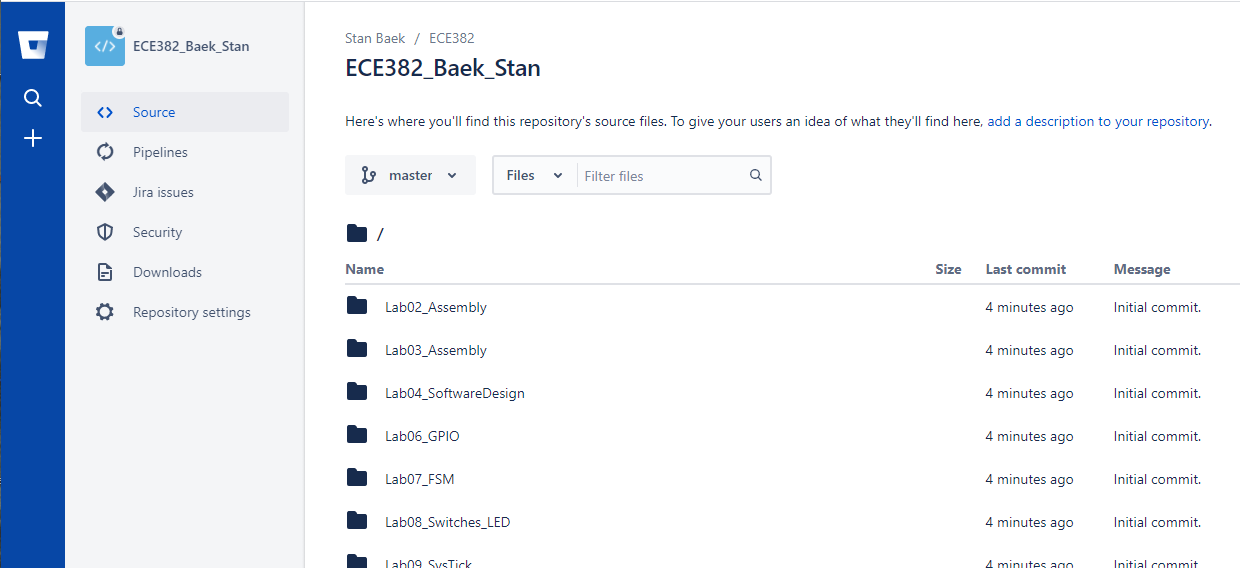 ECE382_Baek_Stan
Source
Pipelines
Jira issues
Security
Downloads
Repository settings
Stan Baek / ECE382
ECE382_Baek_Stan
Here's where you'll find this repository's source files. To give your users an idea of what they'll find here, add a description to your repository.
master Files Filter files
/
Name Size Last commit Message
Lab02_Assembly 4 minutes ago Initial commit.
Lab03_Assembly 4 minutes ago Initial commit.
Lab04_SoftwareDesign 4 minutes ago Initial commit.
Lab06_GPIO 4 minutes ago Initial commit.
Lab07_FSM 4 minutes ago Initial commit.
Lab08_Switches_LED 4 minutes ago Initial commit.
Lab09_SysTick 4 minutes ago Initial commit.